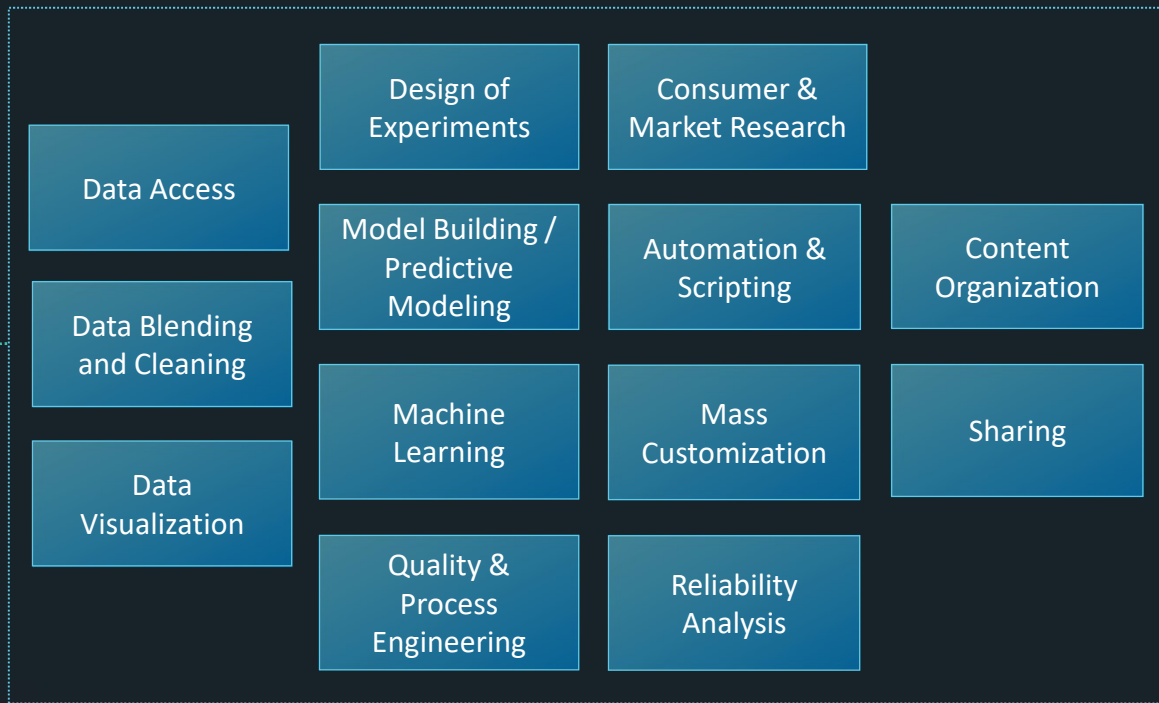 Data Access
Data Blending
and Cleaning
Data
Visualization
Design of
Experiments
Model Building /
Predictive
Modeling
Machine
Learning
Quality &
Process
Engineering
Consumer &
Market Research
Automation &
Scripting
Mass
Customization
Reliability
Analysis
Content
Organization
Sharing